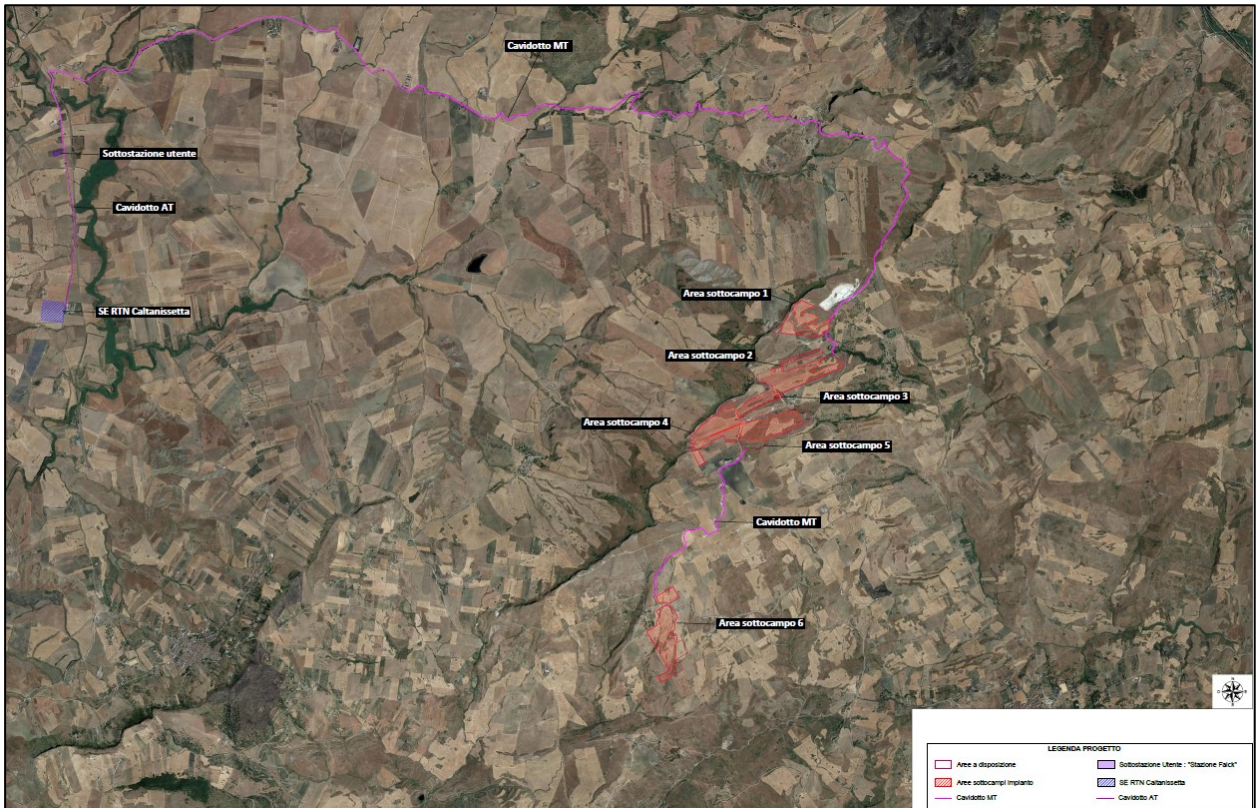 Cavidotto MT
Sottostazione utente
Cavidotto AT
Area sottocampo 1
SE RTN Caltanissetta
Area sottocampo 2
Area sottocampo 3
Area sottocampo 4
Area sottocampo 5
Cavidotto MT
Area sottocampo 6
LEGENDA PROGETTO
Aree a disposizione
Sottostazione Utente : "Stazione Falck"
Aree sottocampi Impianto
SE RTN Caltanissetta
Cavidotto MT
Cavidotto AT